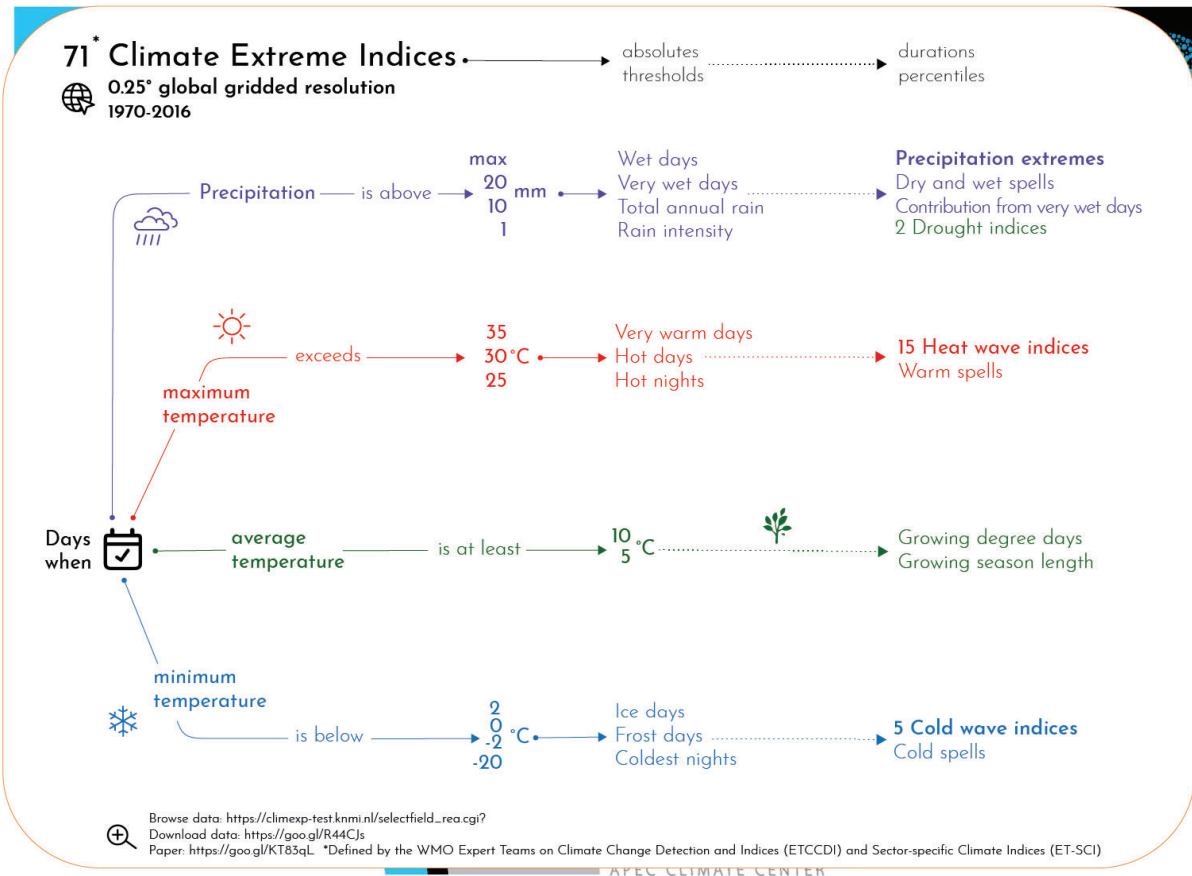 71* Climate Extreme Indices
0.25° global gridded resolution
1970-2016
absolutes
thresholds
durations
percentiles
Precipitation
is above
max
20
10
1
mm
Wet days
Very wet days
Total annual rain
Rain intensity
Precipitation extremes
Dry and wet spells
Contribution from very wet days
2 Drought indices
maximum
temperature
exceeds
35
30
25
°C
Very warm days
Hot days
Hot nights
15 Heat wave indices
Warm spells
Days
when
average
temperature
is at least
10
5
°C
Growing degree days
Growing season length
minimum
temperature
is below
2
0
-2
-20
°C
Ice days
Frost days
Coldest nights
5 Cold wave indices
Cold spells
Browse data: https://climexp-test.knmi.nl/selectfield_rea.cgi?
Download data: https://goo.gl/R44CJs
Paper: https://goo.gl/KT83qL *Defined by the WMO Expert Teams on Climate Change Detection and Indices (ETCCDI) and Sector-specific Climate Indices (ET-SCI)
APEC CLIMATE CENTER